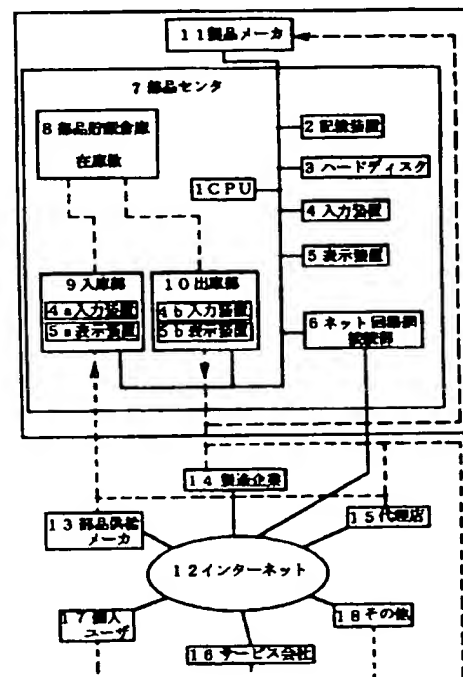 11製品メーカ
7部品センタ
8部品貯蔵倉庫
在庫数
2記憶装置
3ハードディスク
1CPU
4入力装置
5表示装置
9入庫部
4a入力装置
5a表示装置
10出庫部
4b入力装置
5b表示装置
6ネット回路網
接続部
14製造企業
13部品供給
メーカ
15代理店
12インターネット
17個人
ユーザ
18その他
16サービス会社